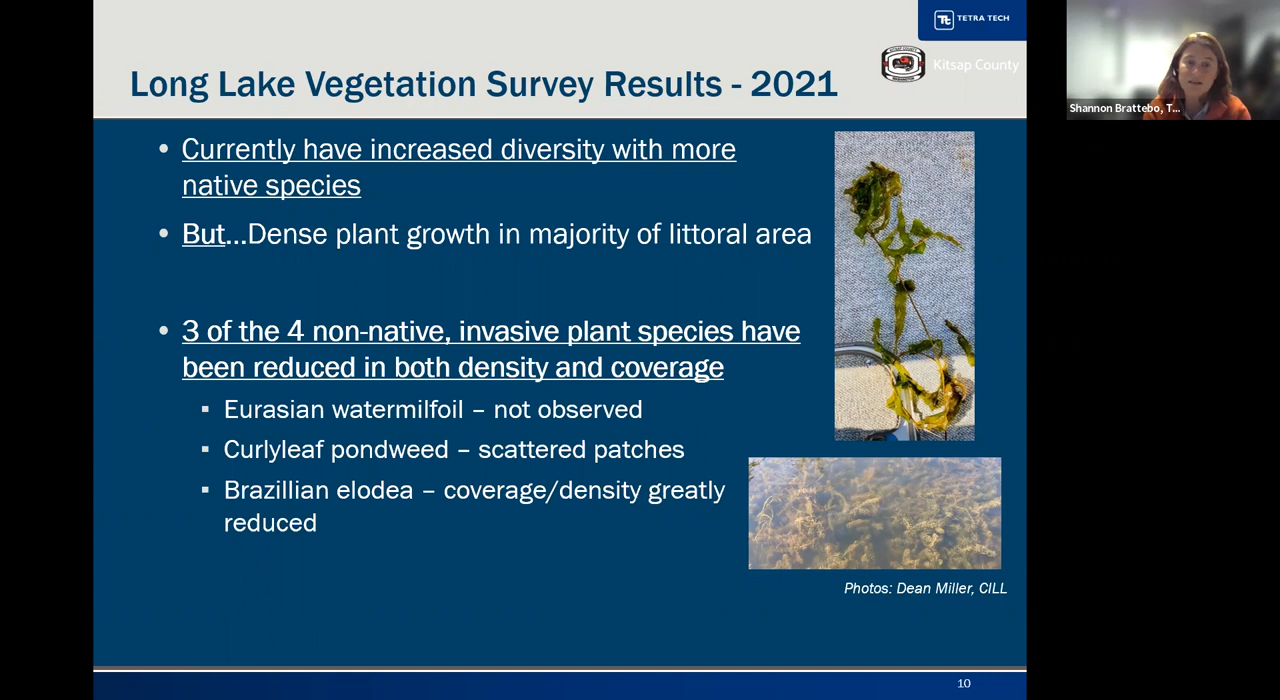 TETRA TECH
Kitsap County
Long Lake Vegetation Survey Results - 2021
Shannon Brattebo, T...
• Currently have increased diversity with more
native species
• But...Dense plant growth in majority of littoral area
• 3 of the 4 non-native, invasive plant species have
been reduced in both density and coverage
▪ Eurasian watermilfoil – not observed
▪ Curlyleaf pondweed – scattered patches
▪ Brazillian elodea – coverage/density greatly
reduced
Photos: Dean Miller, CILL
10